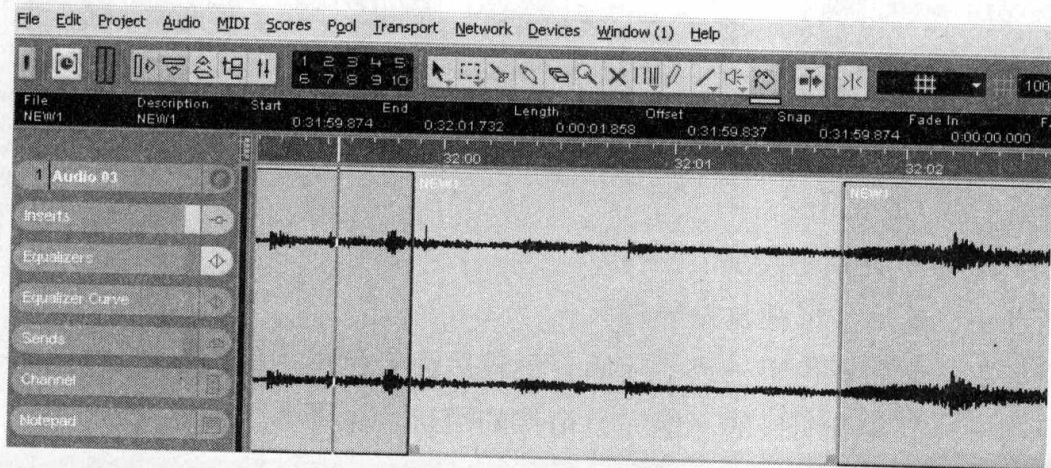 File Edit Project Audio MIDI Scores Pool Transport Network Devices Window (1) Help
1 2 3 4 5
6 7 8 9 10
100
File Description Start End Length Offset Snap Fade In
NEW1 NEW1 0:31:59.874 0:32:01.732 0:00:01.858 0:31:59.837 0:31:59.874 0:00:00.000
32:00 32:01 32:02
1 Audio 03
NEW1 NEW1
Inserts
Equalizers
Equalizer Curve
Sends
Channel
Notepad